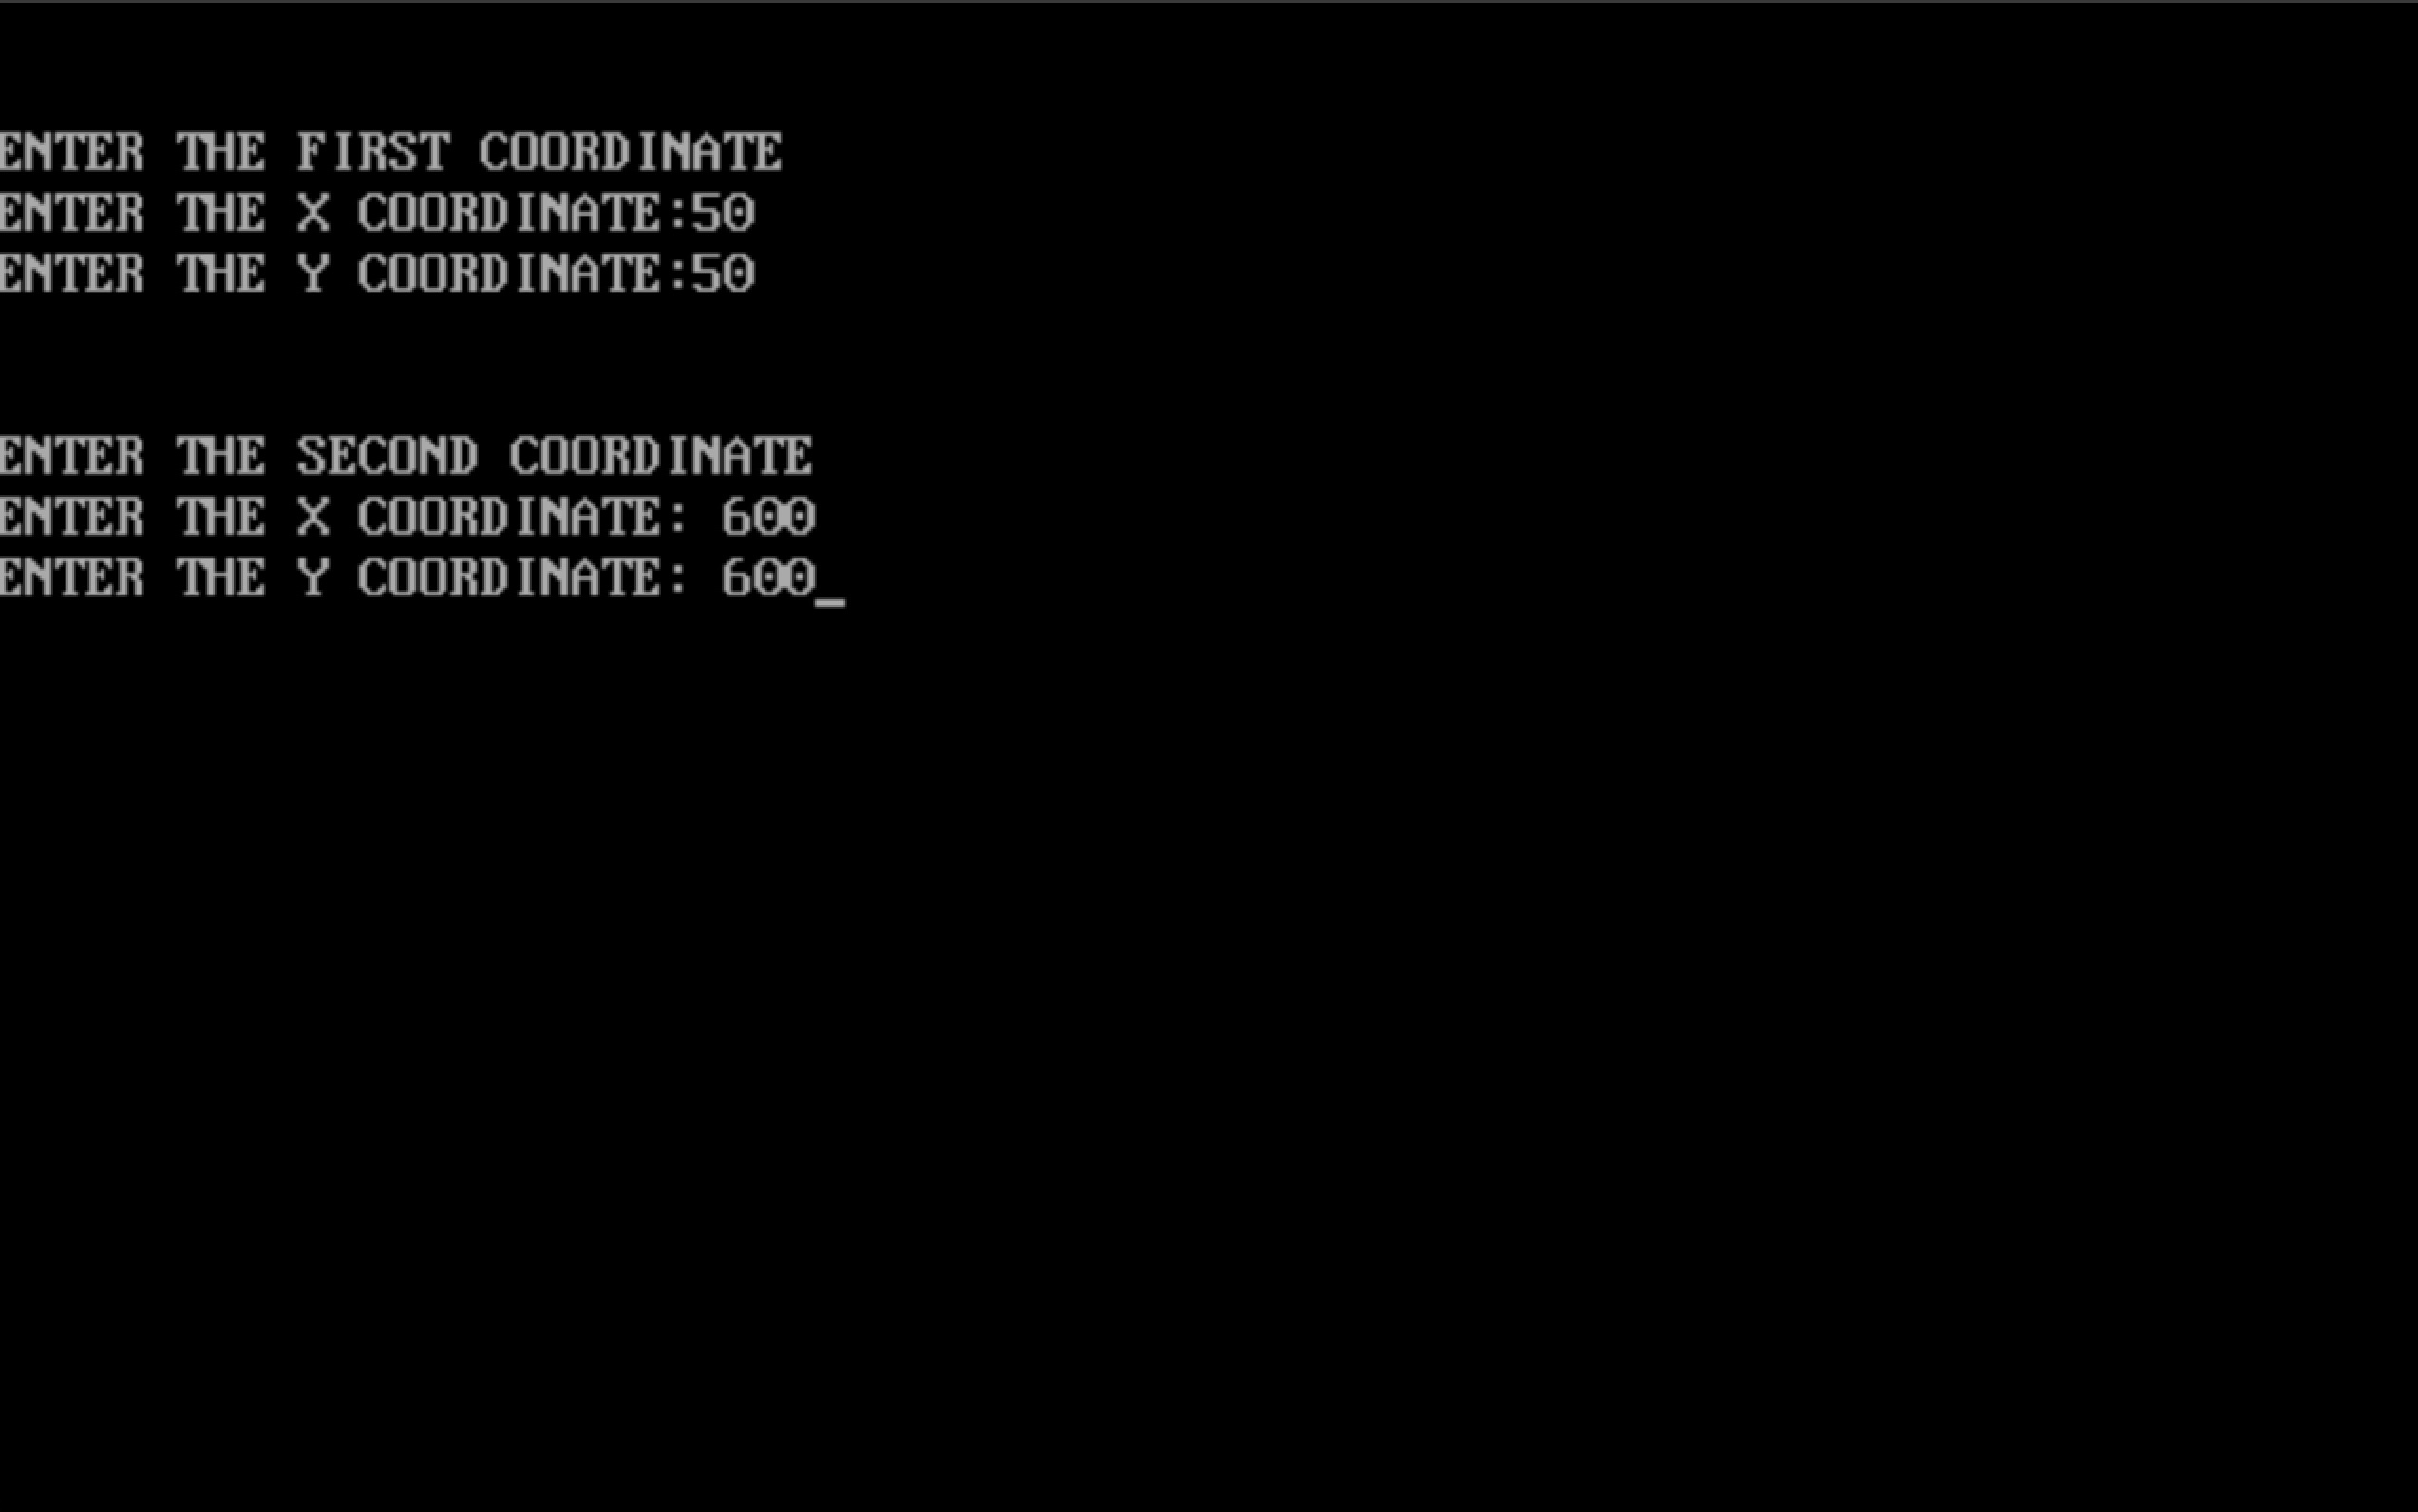 ENTER THE FIRST COORDINATE
ENTER THE X COORDINATE:50
ENTER THE Y COORDINATE:50
ENTER THE SECOND COORDINATE
ENTER THE X COORDINATE: 600
ENTER THE Y COORDINATE: 600_